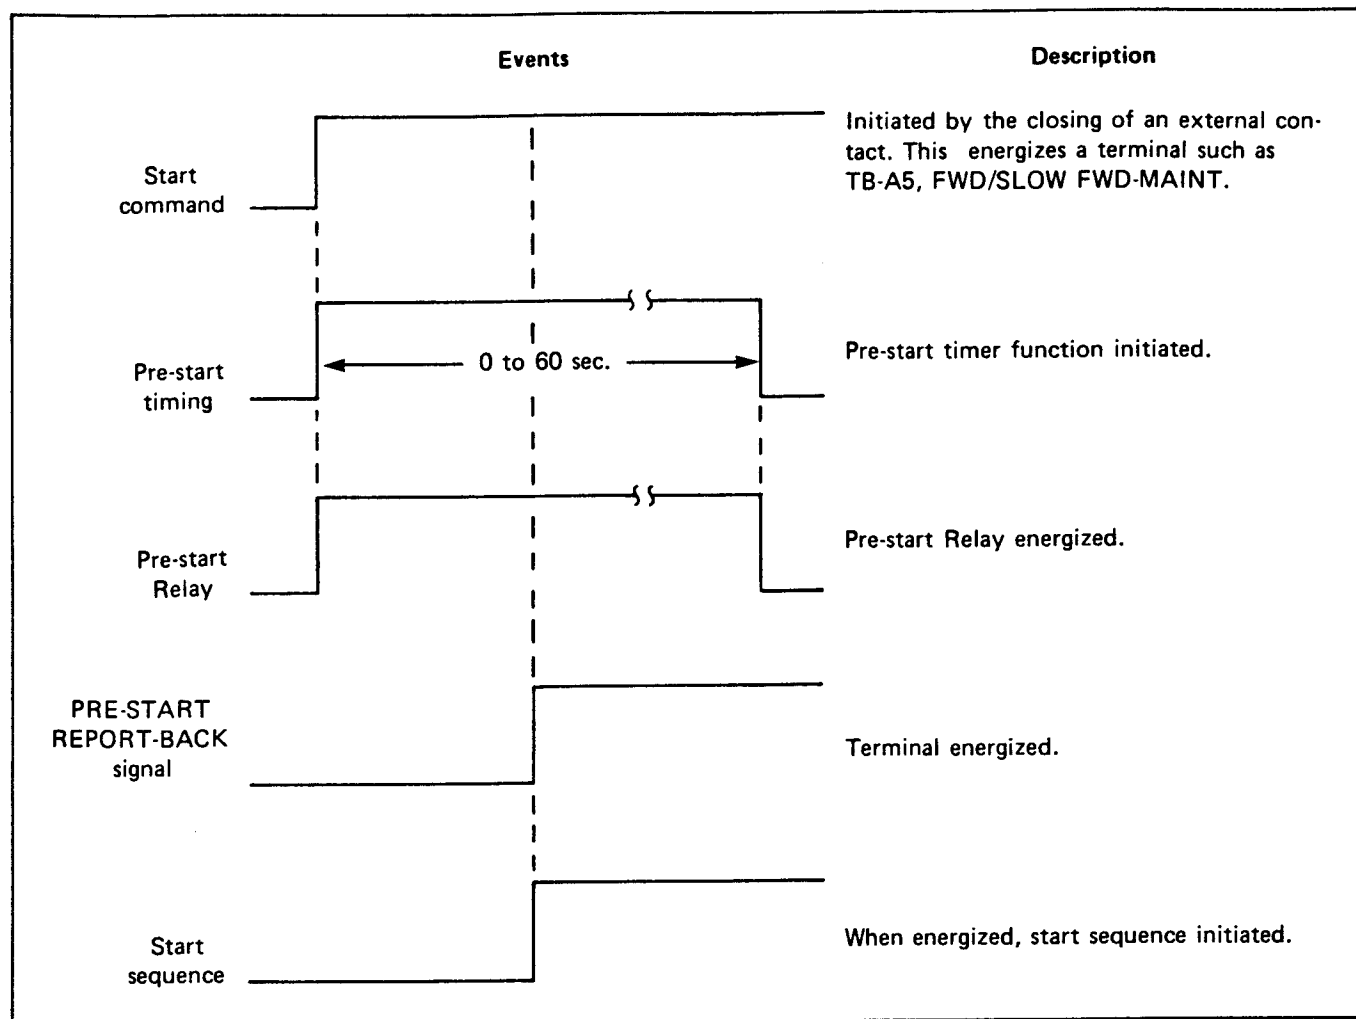 Events
Description
Start
command
Initiated by the closing of an external con-
tact. This energizes a terminal such as
TB-A5, FWD/SLOW FWD-MAINT.
Pre-start
timing
0 to 60 sec.
Pre-start timer function initiated.
Pre-start
Relay
Pre-start Relay energized.
PRE-START
REPORT-BACK
signal
Terminal energized.
Start
sequence
When energized, start sequence initiated.